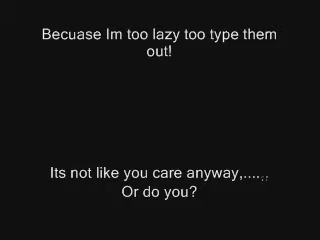 Becuase Im too lazy too type them
out!
Its not like you care anyway,......
Or do you?